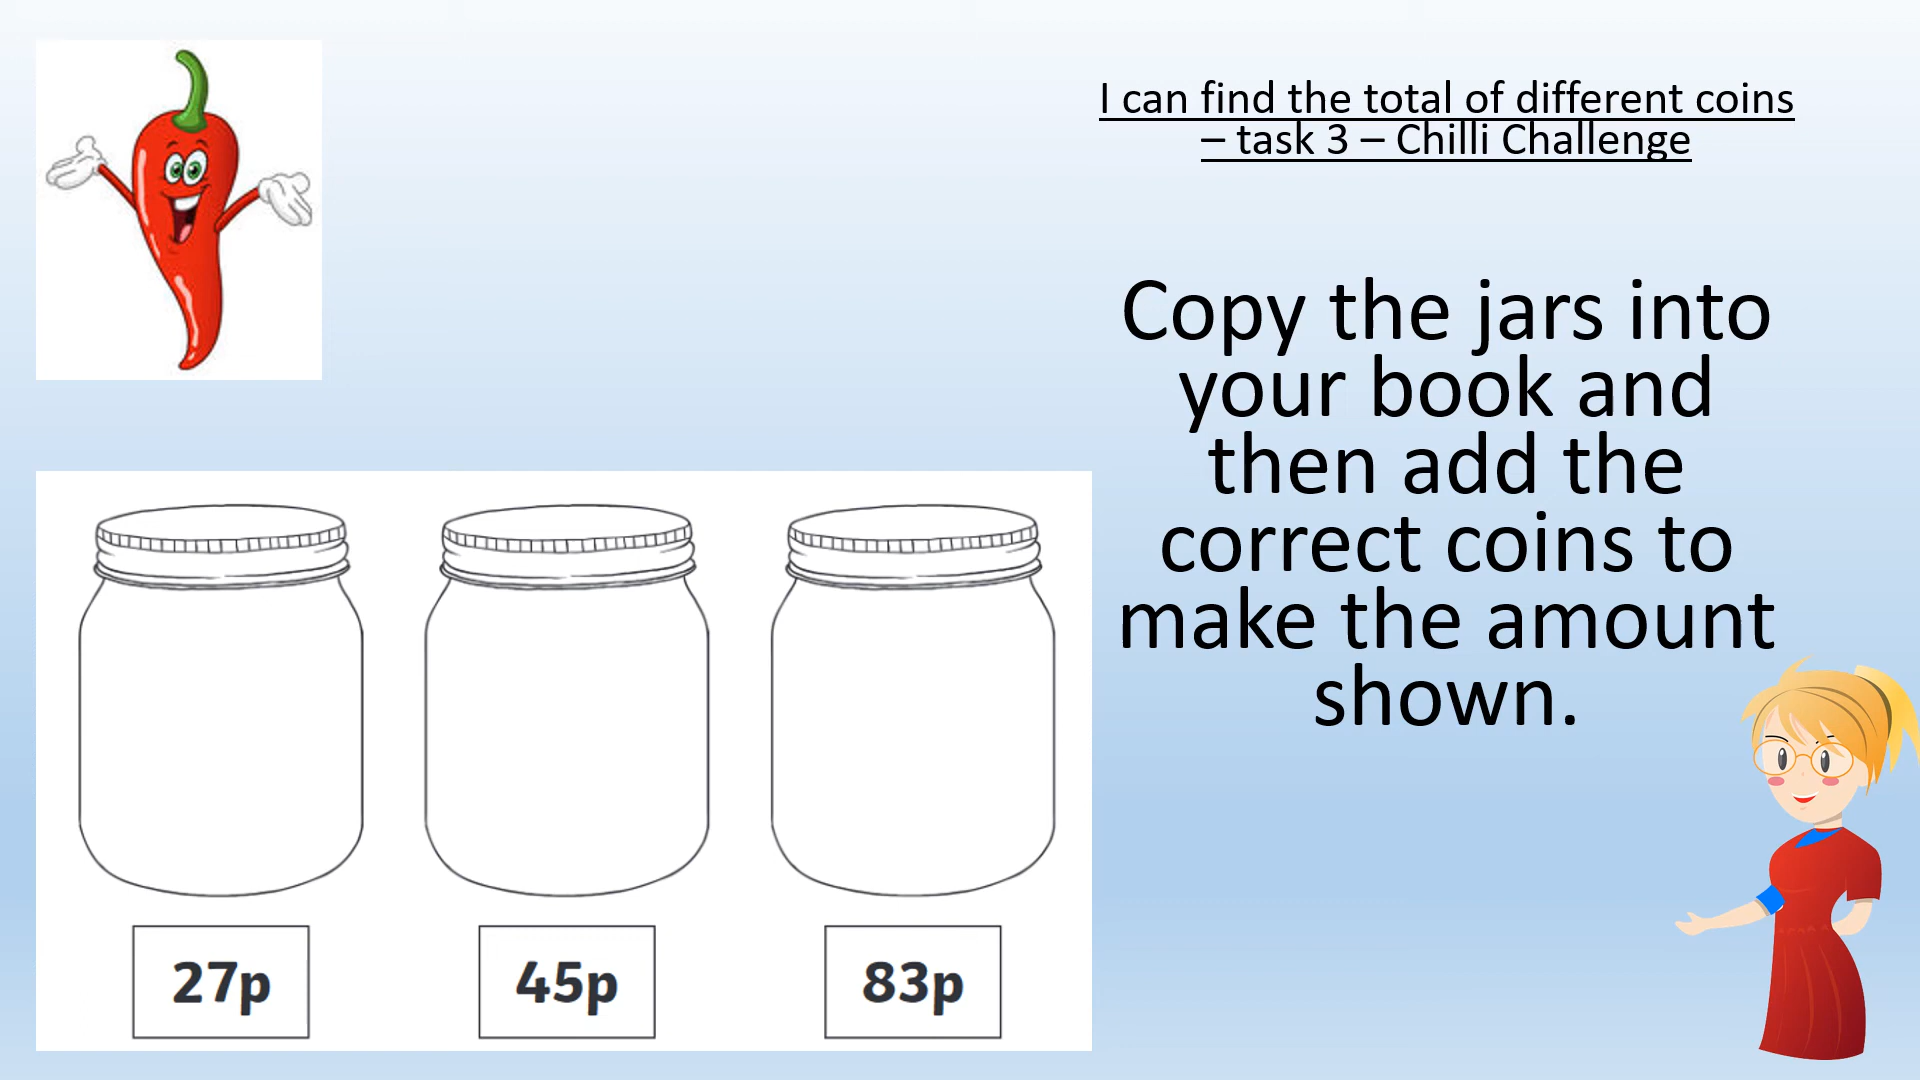 I can find the total of different coins
– task 3 – Chilli Challenge
Copy the jars into
your book and
then add the
correct coins to
make the amount
shown.
27p
45p
83p